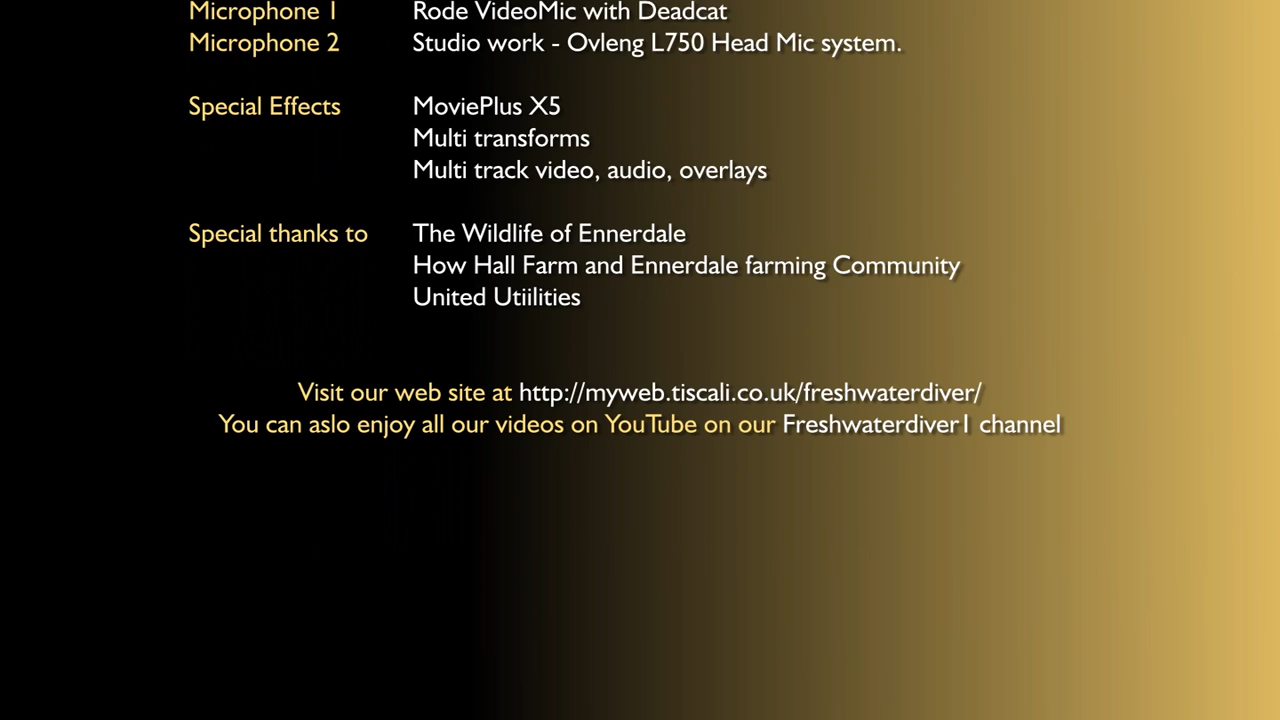 Microphone 1 Rode VideoMic with Deadcat
Microphone 2 Studio work - Ovleng L750 Head Mic system.
Special Effects MoviePlus X5
Multi transforms
Multi track video, audio, overlays
Special thanks to The Wildlife of Ennerdale
How Hall Farm and Ennerdale farming Community
United Utiilities
Visit our web site at http://myweb.tiscali.co.uk/freshwaterdiver/
You can aslo enjoy all our videos on YouTube on our Freshwaterdiver1 channel